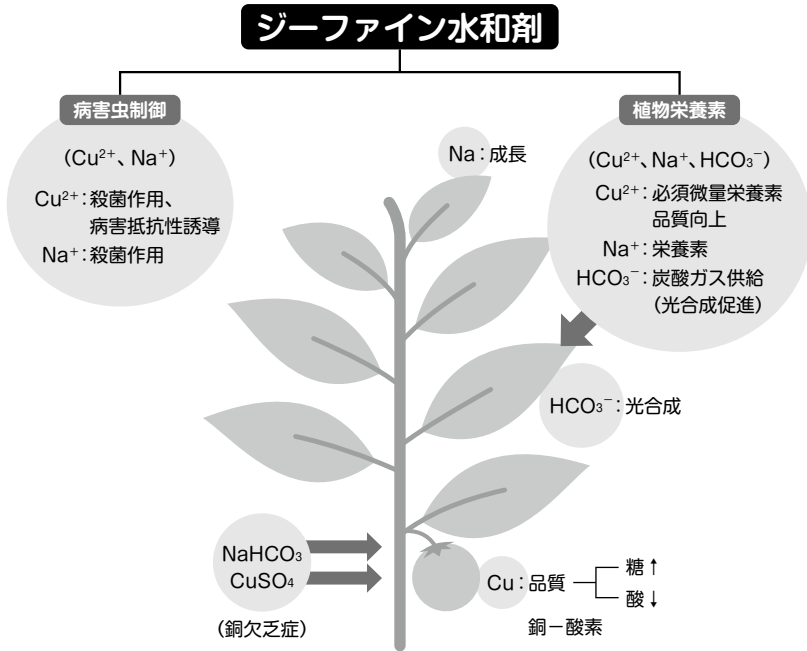 ジーファイン水和剤
病害虫制御
（Cu²⁺、Na⁺）
Cu²⁺：殺菌作用、
病害抵抗性誘導
Na⁺：殺菌作用
植物栄養素
（Cu²⁺、Na⁺、HCO₃⁻）
Cu²⁺：必須微量栄養素
品質向上
Na⁺：栄養素
HCO₃⁻：炭酸ガス供給
（光合成促進）
Na：成長
HCO₃⁻：光合成
NaHCO₃
CuSO₄
（銅欠乏症）
Cu：品質
糖↑
酸↓
銅－酸素